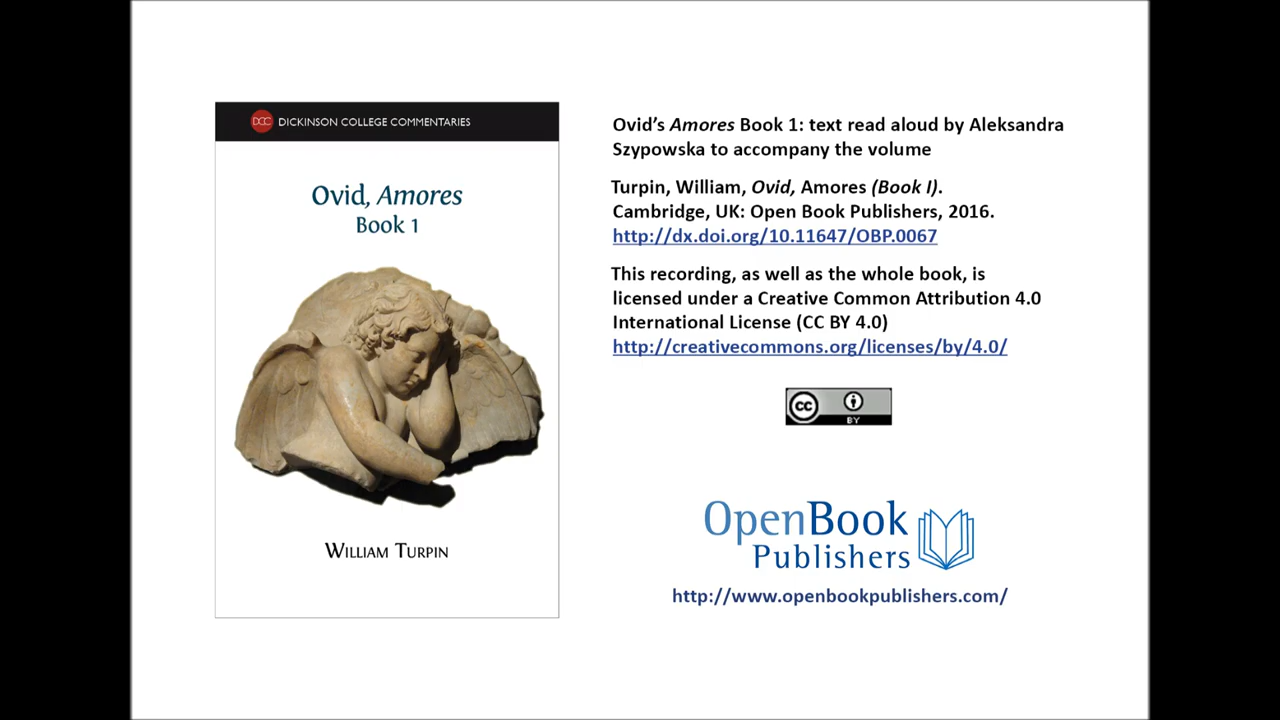 DCC DICKINSON COLLEGE COMMENTARIES
Ovid, Amores
Book 1
WILLIAM TURPIN
Ovid's Amores Book 1: text read aloud by Aleksandra
Szypowska to accompany the volume
Turpin, William, Ovid, Amores (Book I).
Cambridge, UK: Open Book Publishers, 2016.
http://dx.doi.org/10.11647/OBP.0067
This recording, as well as the whole book, is
licensed under a Creative Common Attribution 4.0
International License (CC BY 4.0)
http://creativecommons.org/licenses/by/4.0/
cc
BY
OpenBook
Publishers
http://www.openbookpublishers.com/